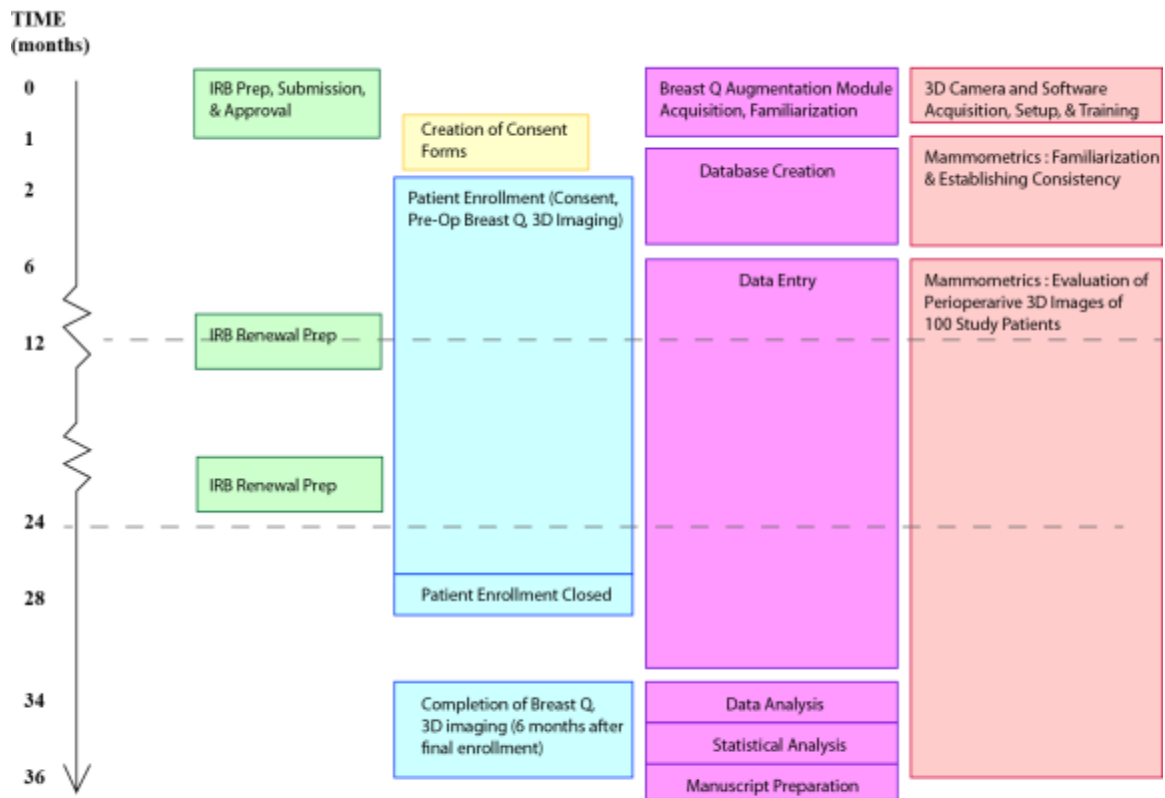 TIME
(months)
0
1
2
6
12
24
28
34
36
IRB Prep, Submission,
& Approval
IRB Renewal Prep
IRB Renewal Prep
Creation of Consent
Forms
Patient Enrollment (Consent,
Pre-Op Breast Q, 3D Imaging)
Patient Enrollment Closed
Completion of Breast Q,
3D imaging (6 months after
final enrollment)
Breast Q Augmentation Module
Acquisition, Familiarization
Database Creation
Data Entry
Data Analysis
Statistical Analysis
Manuscript Preparation
3D Camera and Software
Acquisition, Setup, & Training
Mammometrics : Familiarization
& Establishing Consistency
Mammometrics : Evaluation of
Perioperarive 3D Images of
100 Study Patients